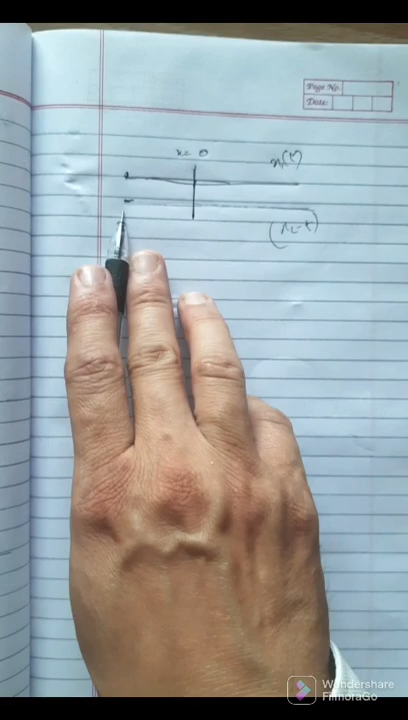 Page No.
Date:
x = 0
x(t)
Wondershare
FilmoraGo